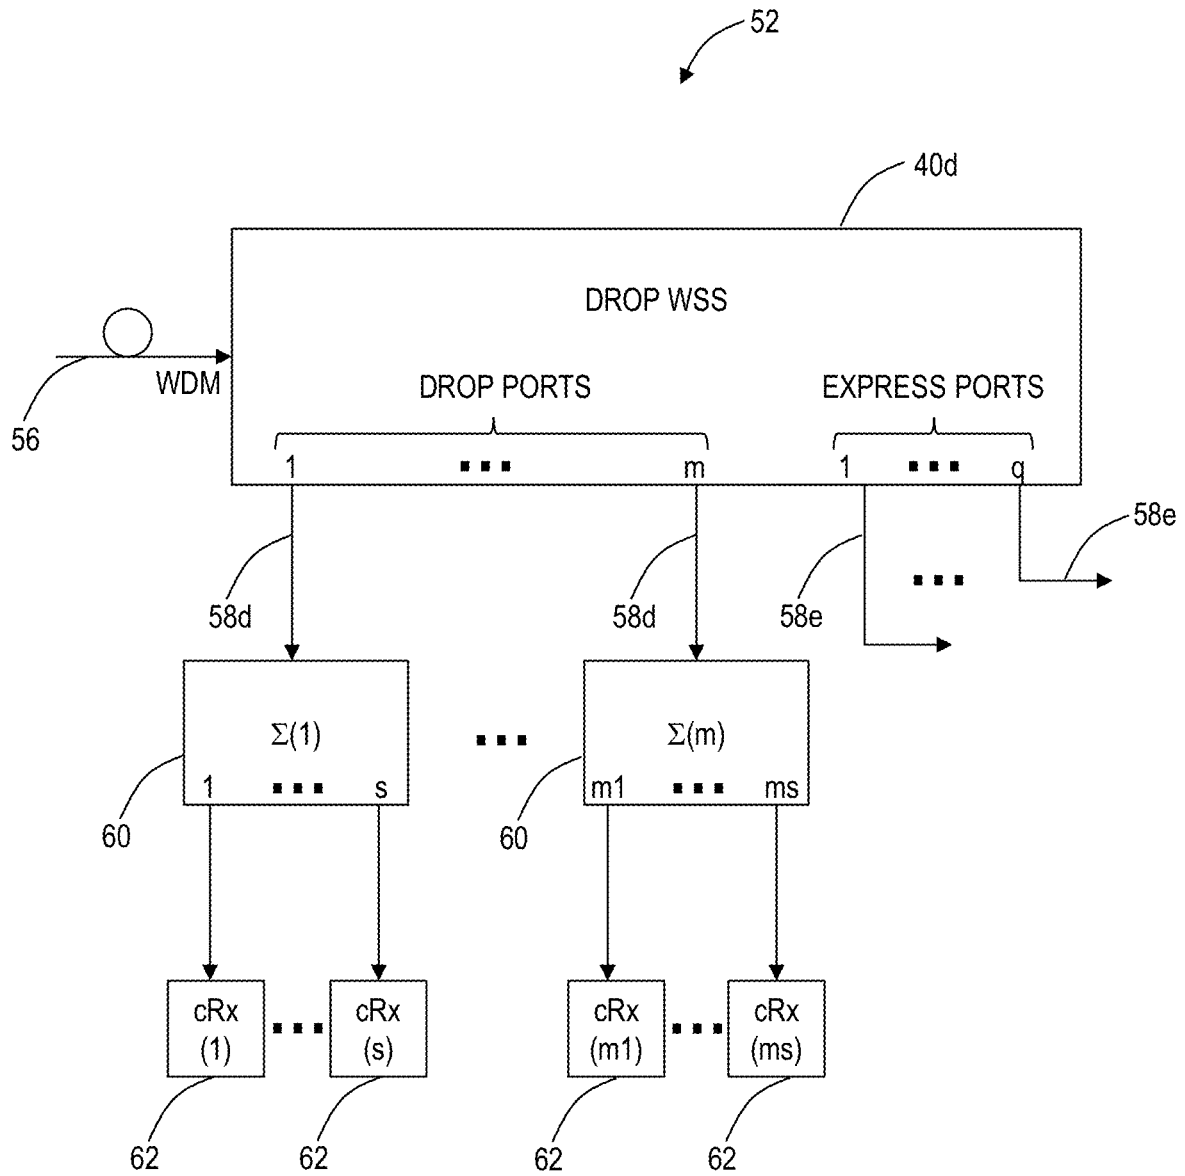 52
40d
DROP WSS
WDM
DROP PORTS
EXPRESS PORTS
56
1 ▪▪▪ m
1 ▪▪▪ q
58e
58d
58d
58e
▪▪▪
Σ(1)
▪▪▪
Σ(m)
1 ▪▪▪ s
m1 ▪▪▪ ms
60
60
cRx
(1)
▪▪▪
cRx
(s)
cRx
(m1)
▪▪▪
cRx
(ms)
62
62
62
62